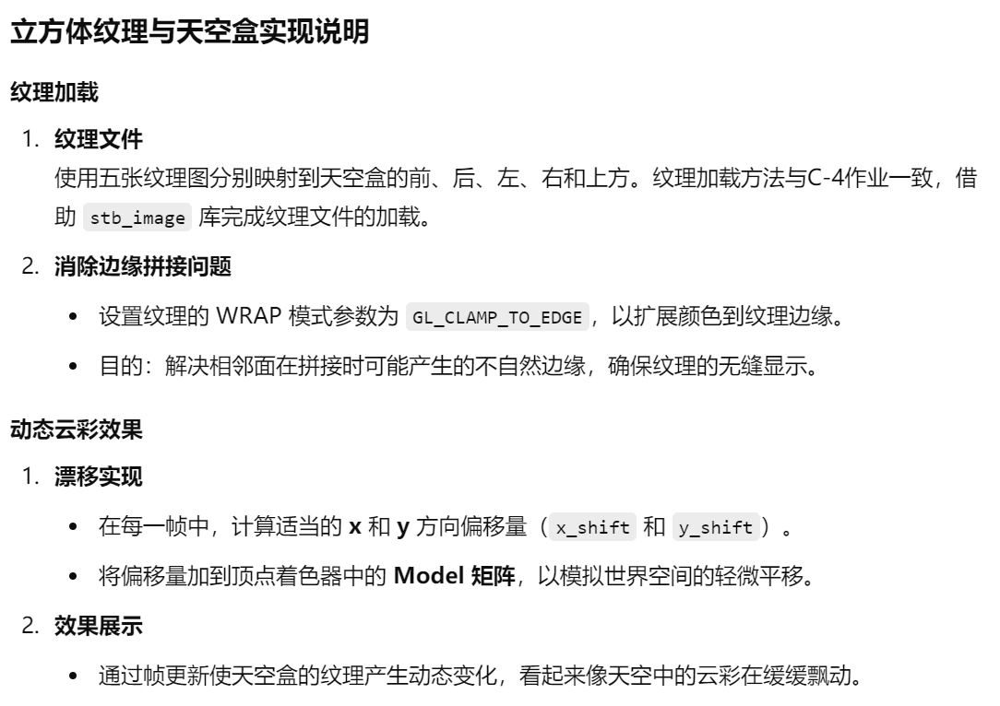 立方体纹理与天空盒实现说明
纹理加载
1. 纹理文件
使用五张纹理图分别映射到天空盒的前、后、左、右和上方。纹理加载方法与C-4作业一致，借
助 stb_image 库完成纹理文件的加载。
2. 消除边缘拼接问题
• 设置纹理的 WRAP 模式参数为 GL_CLAMP_TO_EDGE，以扩展颜色到纹理边缘。
• 目的：解决相邻面在拼接时可能产生的不自然边缘，确保纹理的无缝显示。
动态云彩效果
1. 漂移实现
• 在每一帧中，计算适当的 x 和 y 方向偏移量（x_shift 和 y_shift）。
• 将偏移量加到顶点着色器中的 Model 矩阵，以模拟世界空间的轻微平移。
2. 效果展示
• 通过帧更新使天空盒的纹理产生动态变化，看起来像天空中的云彩在缓缓飘动。